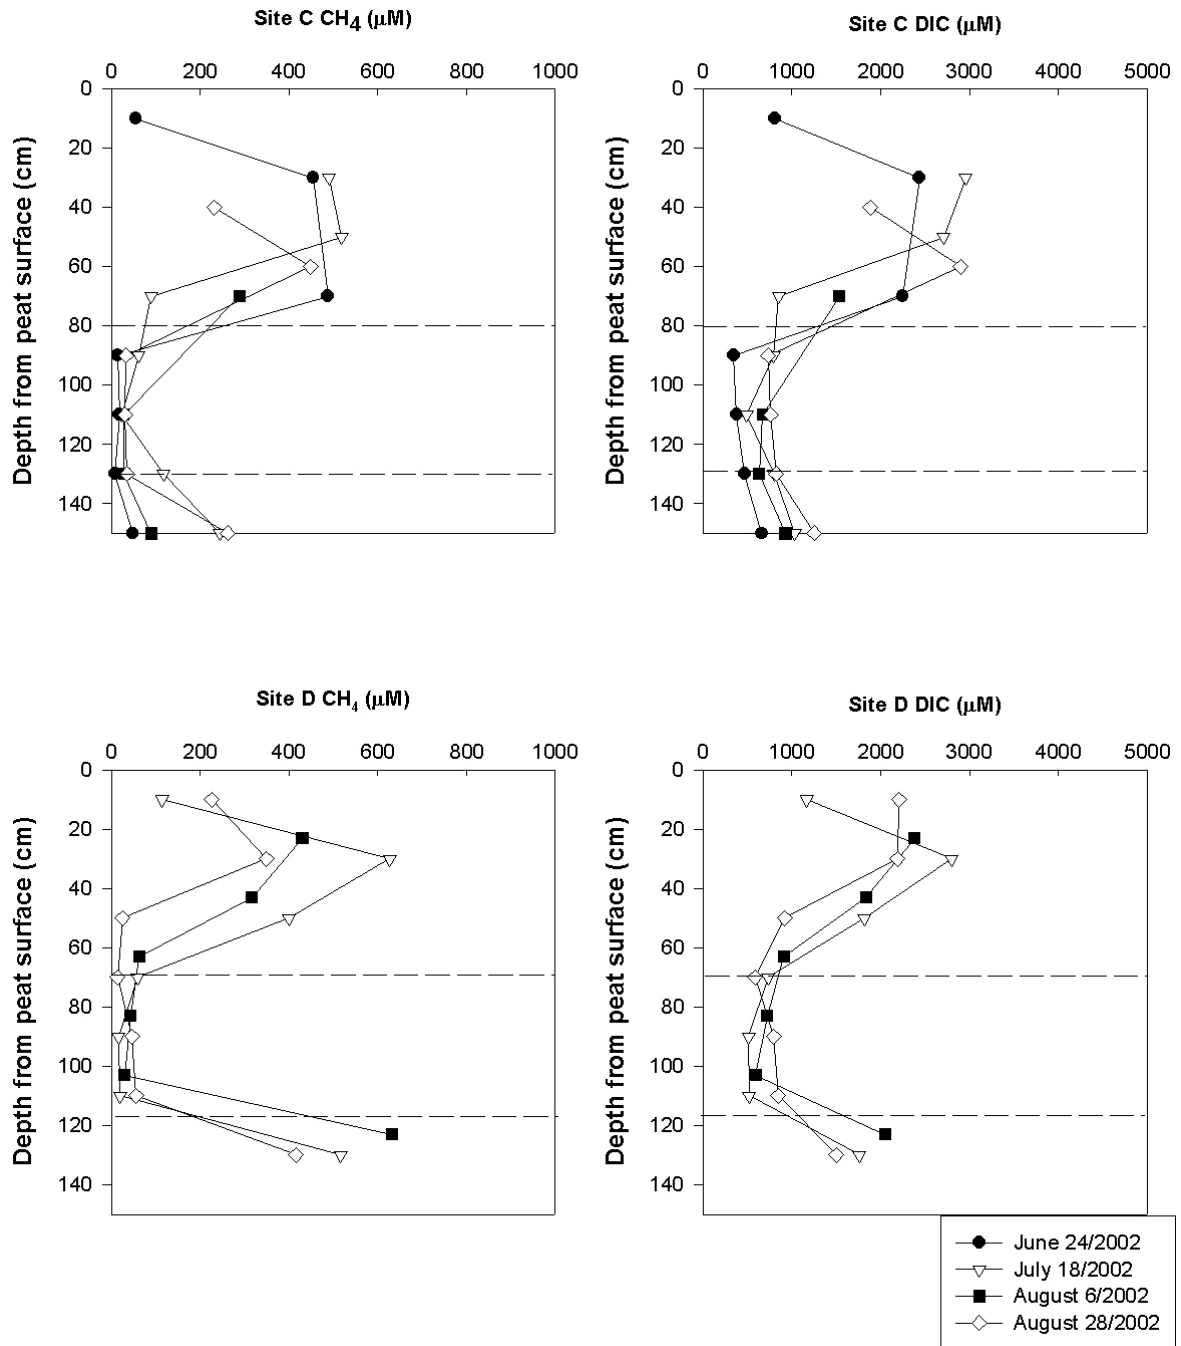 Site C CH4 (µM)
0 200 400 600 800 1000
0
20
40
60
80
100
120
140
Depth from peat surface (cm)
Site C DIC (µM)
0 1000 2000 3000 4000 5000
0
20
40
60
80
100
120
140
Depth from peat surface (cm)
Site D CH4 (µM)
0 200 400 600 800 1000
0
20
40
60
80
100
120
140
Depth from peat surface (cm)
Site D DIC (µM)
0 1000 2000 3000 4000 5000
0
20
40
60
80
100
120
140
Depth from peat surface (cm)
June 24/2002
July 18/2002
August 6/2002
August 28/2002